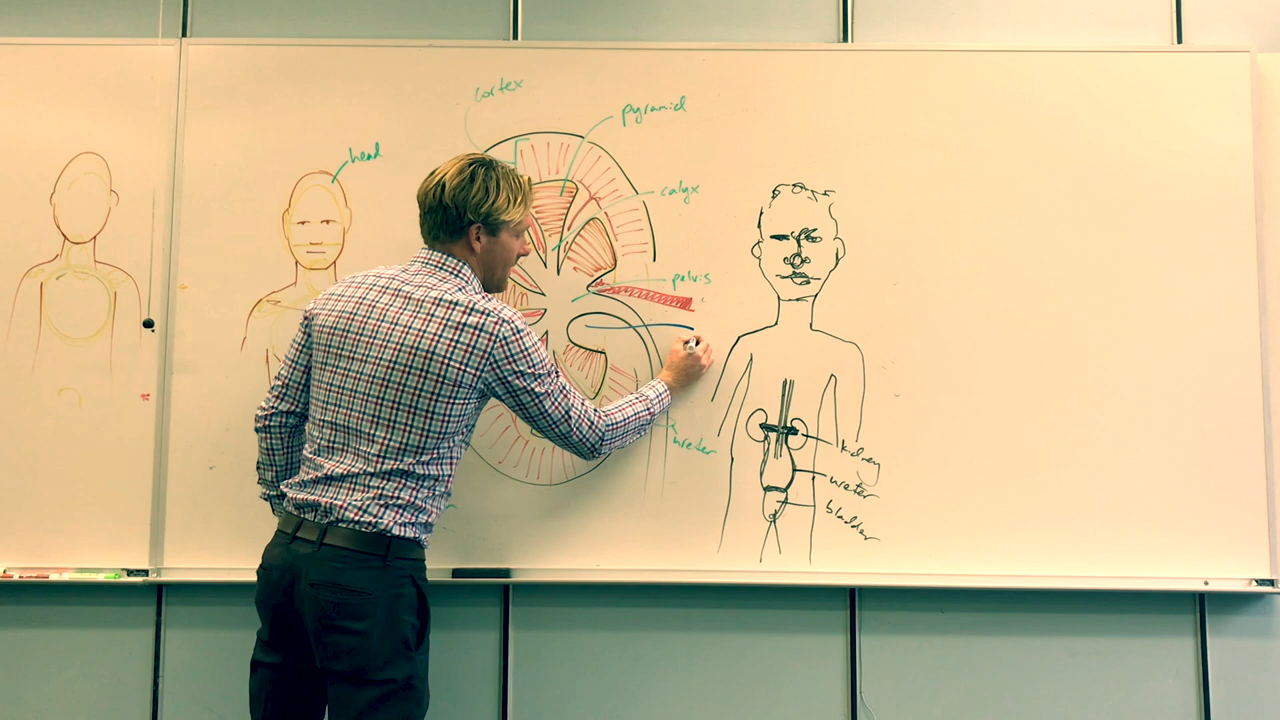 cortex
pyramid
head
calyx
pelvis
ureter
kidney
ureter
bladder